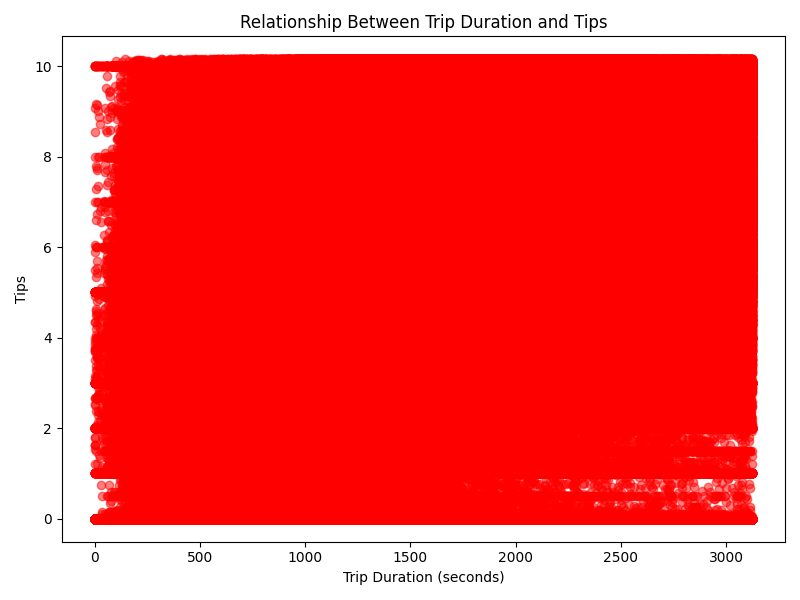 Relationship Between Trip Duration and Tips
10
8
6
4
2
0
Tips
0 500 1000 1500 2000 2500 3000
Trip Duration (seconds)